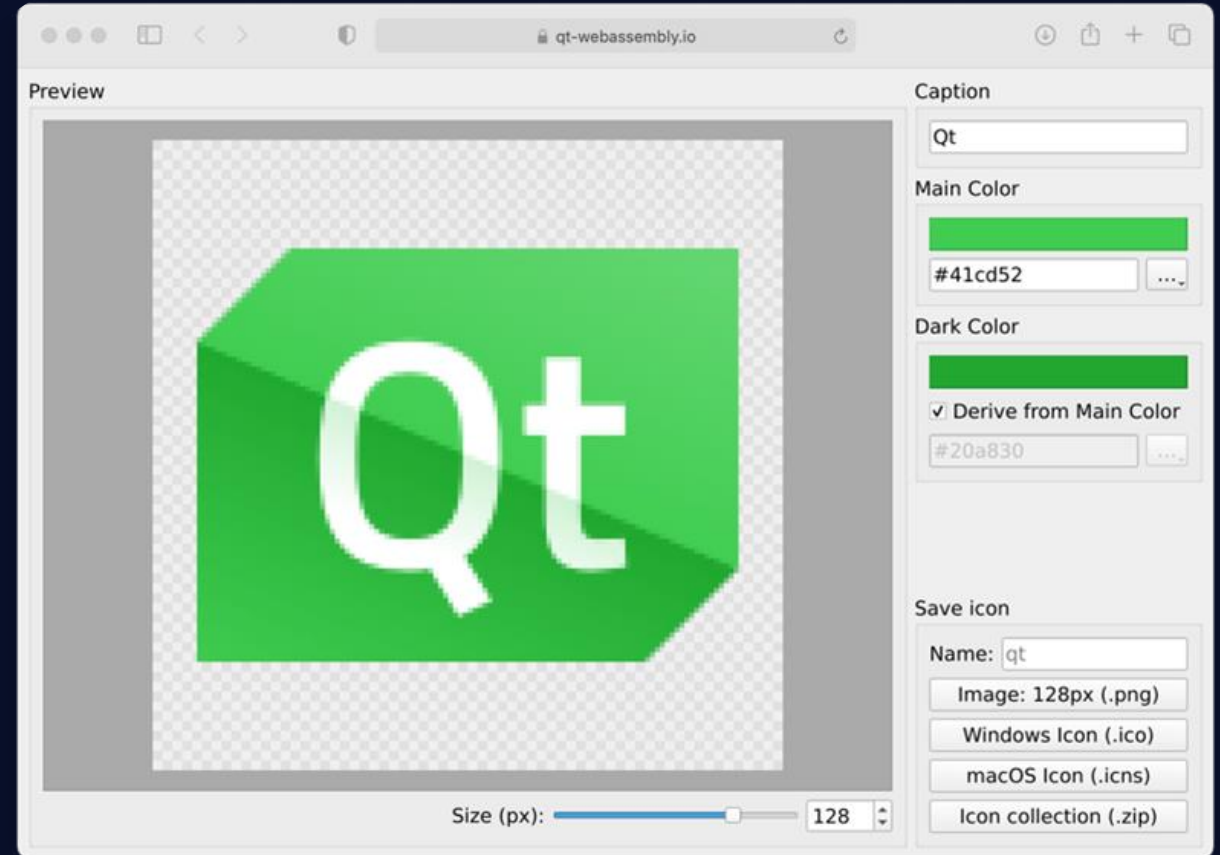 qt-webassembly.io
Preview
Qt
Size (px):
128
Caption
Qt
Main Color
#41cd52
...
Dark Color
Derive from Main Color
#20a830
...
Save icon
Name: qt
Image: 128px (.png)
Windows Icon (.ico)
macOS Icon (.icns)
Icon collection (.zip)